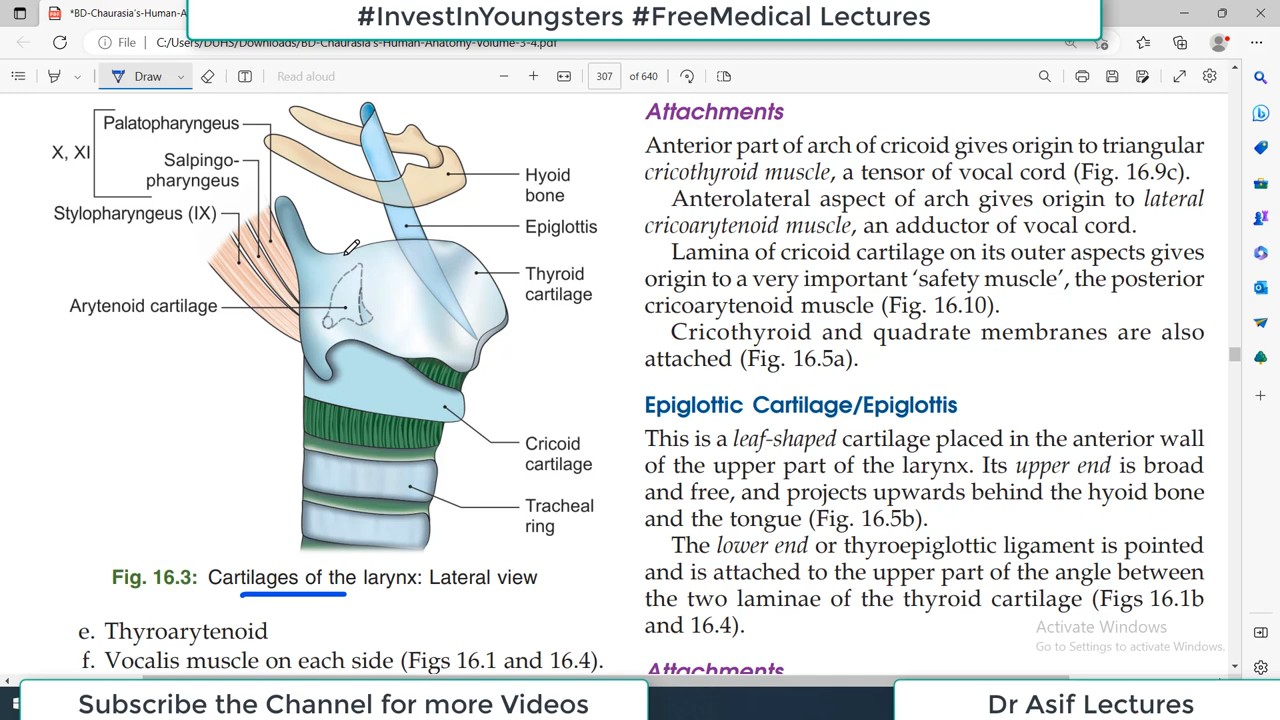 #InvestInYoungsters #FreeMedical Lectures
*BD-Chaurasia's-Human-A
File
C:/Users/DUHS/Downloads/BD-Chaurasia's-Human-Anatomy-Volume-3-4.pdf
Draw
Read aloud
307
of 640
Palatopharyngeus
X, XI
Salpingo-
pharyngeus
Stylopharyngeus (IX)
Arytenoid cartilage
Hyoid
bone
Epiglottis
Thyroid
cartilage
Cricoid
cartilage
Tracheal
ring
Fig. 16.3: Cartilages of the larynx: Lateral view
e. Thyroarytenoid
f. Vocalis muscle on each side (Figs 16.1 and 16.4).
Attachments
Anterior part of arch of cricoid gives origin to triangular
cricothyroid muscle, a tensor of vocal cord (Fig. 16.9c).
Anterolateral aspect of arch gives origin to lateral
cricoarytenoid muscle, an adductor of vocal cord.
Lamina of cricoid cartilage on its outer aspects gives
origin to a very important ‘safety muscle’, the posterior
cricoarytenoid muscle (Fig. 16.10).
Cricothyroid and quadrate membranes are also
attached (Fig. 16.5a).
Epiglottic Cartilage/Epiglottis
This is a leaf-shaped cartilage placed in the anterior wall
of the upper part of the larynx. Its upper end is broad
and free, and projects upwards behind the hyoid bone
and the tongue (Fig. 16.5b).
The lower end or thyroepiglottic ligament is pointed
and is attached to the upper part of the angle between
the two laminae of the thyroid cartilage (Figs 16.1b
and 16.4).
Attachments
Activate Windows
Go to Settings to activate Windows.
Subscribe the Channel for more Videos
Dr Asif Lectures